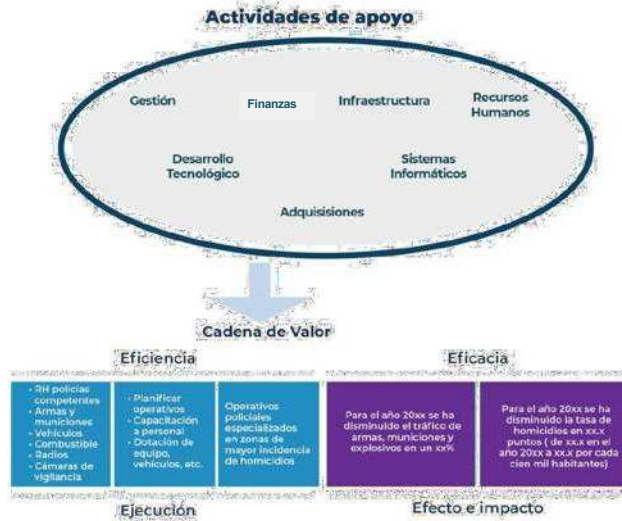 Actividades de apoyo
Gestión
Finanzas
Infraestructura
Recursos
Humanos
Desarrollo
Tecnológico
Sistemas
Informáticos
Adquisisiones
Cadena de Valor
Eficiencia
Eficacia
• RH policías
competentes
• Armas y
municiones
• Vehículos
• Combustible
• Radios
• Cámaras de
vigilancia
• Planificar
operativos
• Capacitación
a personal
• Dotación de
equipo,
vehículos, etc.
Operativos
policiales
especializados
en zonas de
mayor incidencia
de homicidios
Para el año 20xx se ha
disminuido el tráfico de
armas, municiones y
explosivos en un xx%
Para el año 20xx se ha
disminuido la tasa de
homicidios en xx.x
puntos ( de xx.x en el
año 20xx a xx.x por cada
cien mil habitantes)
Ejecución
Efecto e impacto